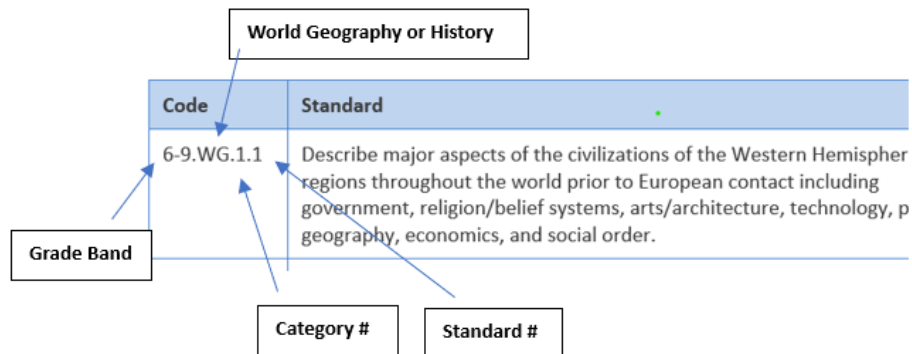 World Geography or History
Code Standard
6-9.WG.1.1 Describe major aspects of the civilizations of the Western
regions throughout the world prior to European contact including
government, religion/belief systems, arts/architecture, technology,
geography, economics, and social order.
Grade Band
Category # Standard #